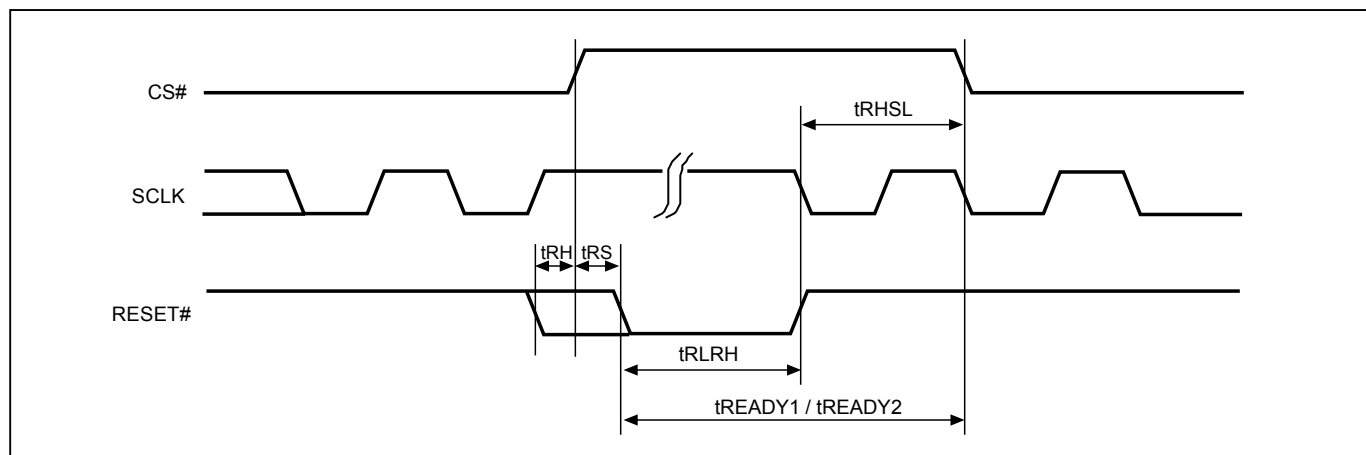 CS#
tRHSL
SCLK
tRH tRS
RESET#
tRLRH
tREADY1 / tREADY2